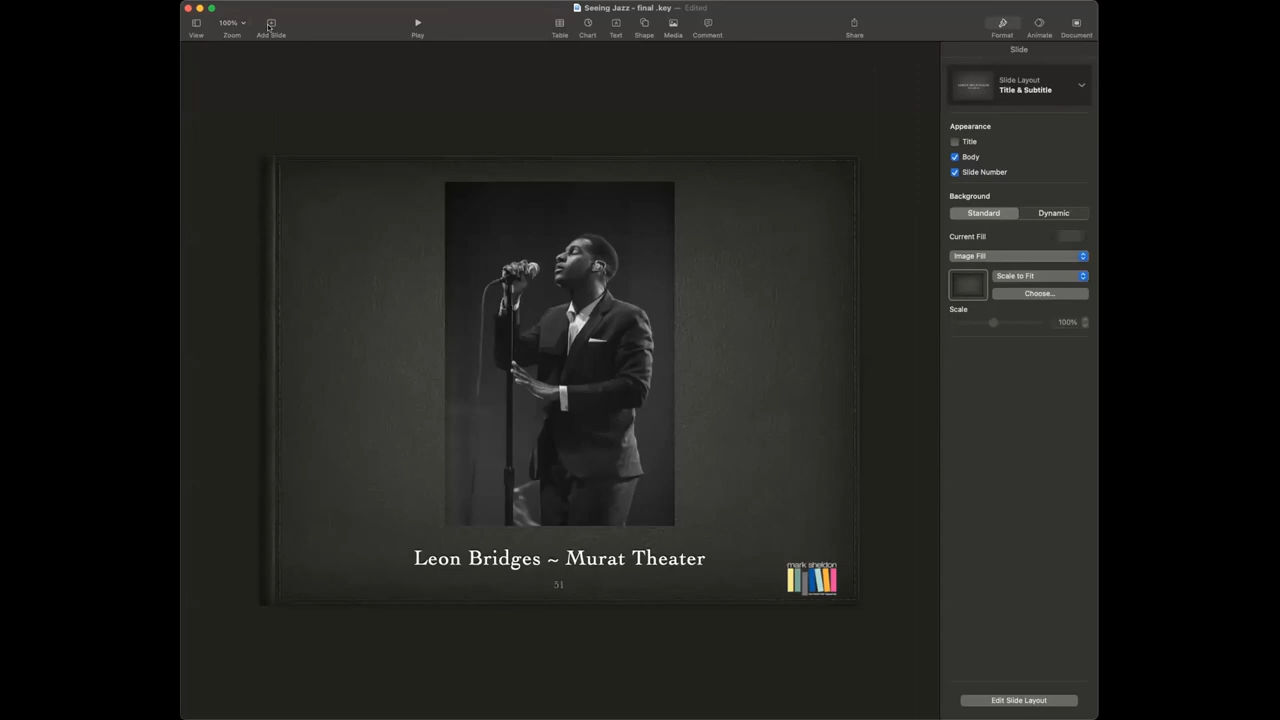 Seeing Jazz - final .key — Edited
View
100%
Zoom
Add Slide
Play
Table
Chart
Text
Shape
Media
Comment
Share
Format
Animate
Document
Slide
Slide Layout
Title & Subtitle
Appearance
Title
Body
Slide Number
Background
Standard
Dynamic
Current Fill
Image Fill
Scale to Fit
Choose...
Scale
100%
Leon Bridges ~ Murat Theater
51
mark sheldon
Edit Slide Layout